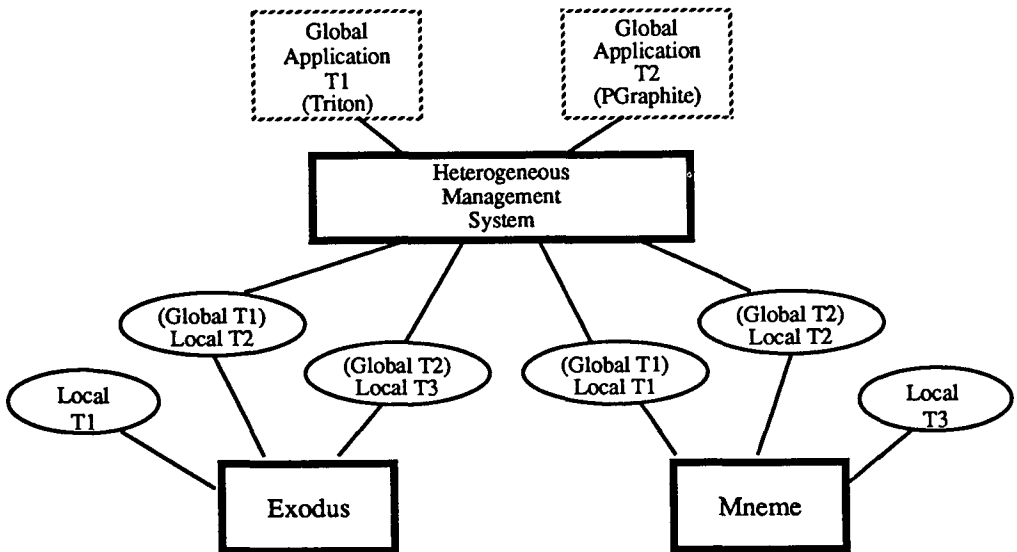 Global
Application
T1
(Triton)
Global
Application
T2
(PGraphite)
Heterogeneous
Management
System
(Global T1)
Local T2
(Global T2)
Local T3
(Global T1)
Local T1
(Global T2)
Local T2
Local
T1
Local
T3
Exodus
Mneme